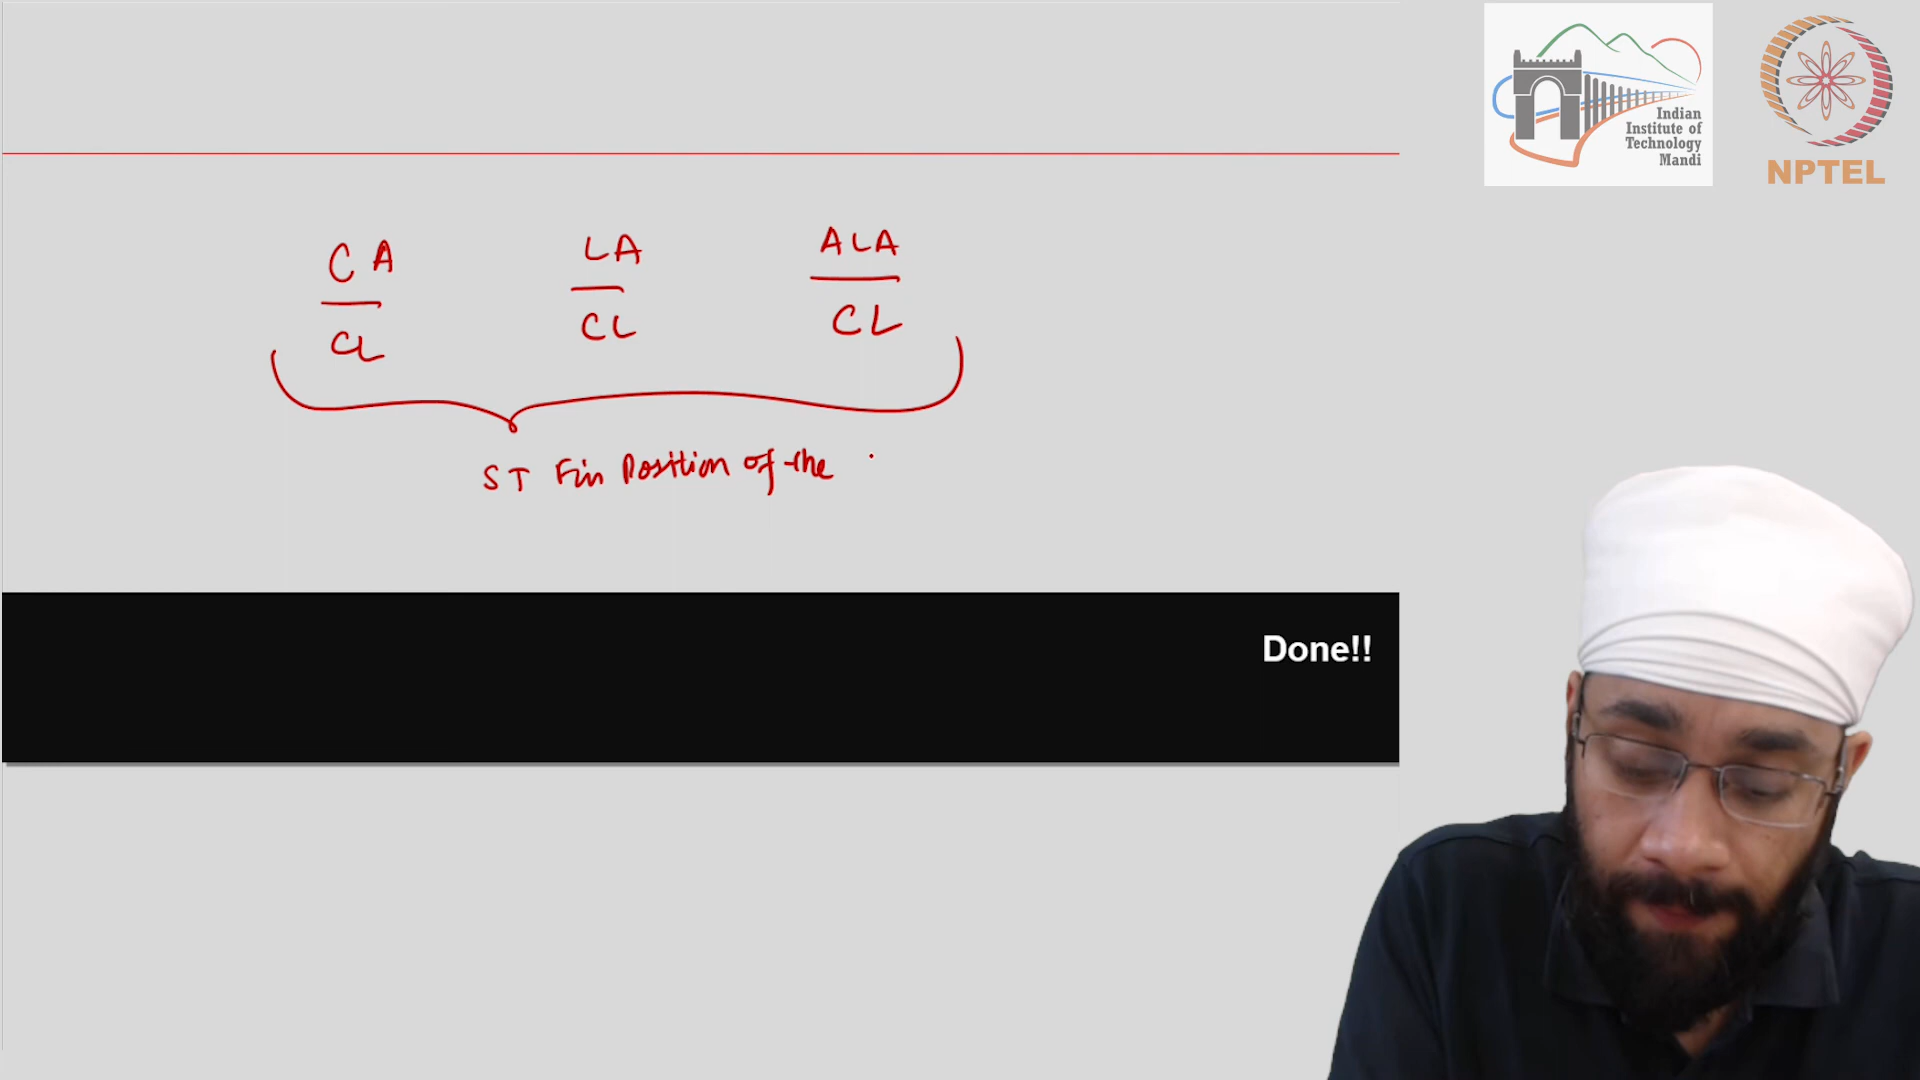 Indian
Institute of
Technology
Mandi
NPTEL
CA LA ALA
CL CL CL
ST Fin Position of the
Done!!